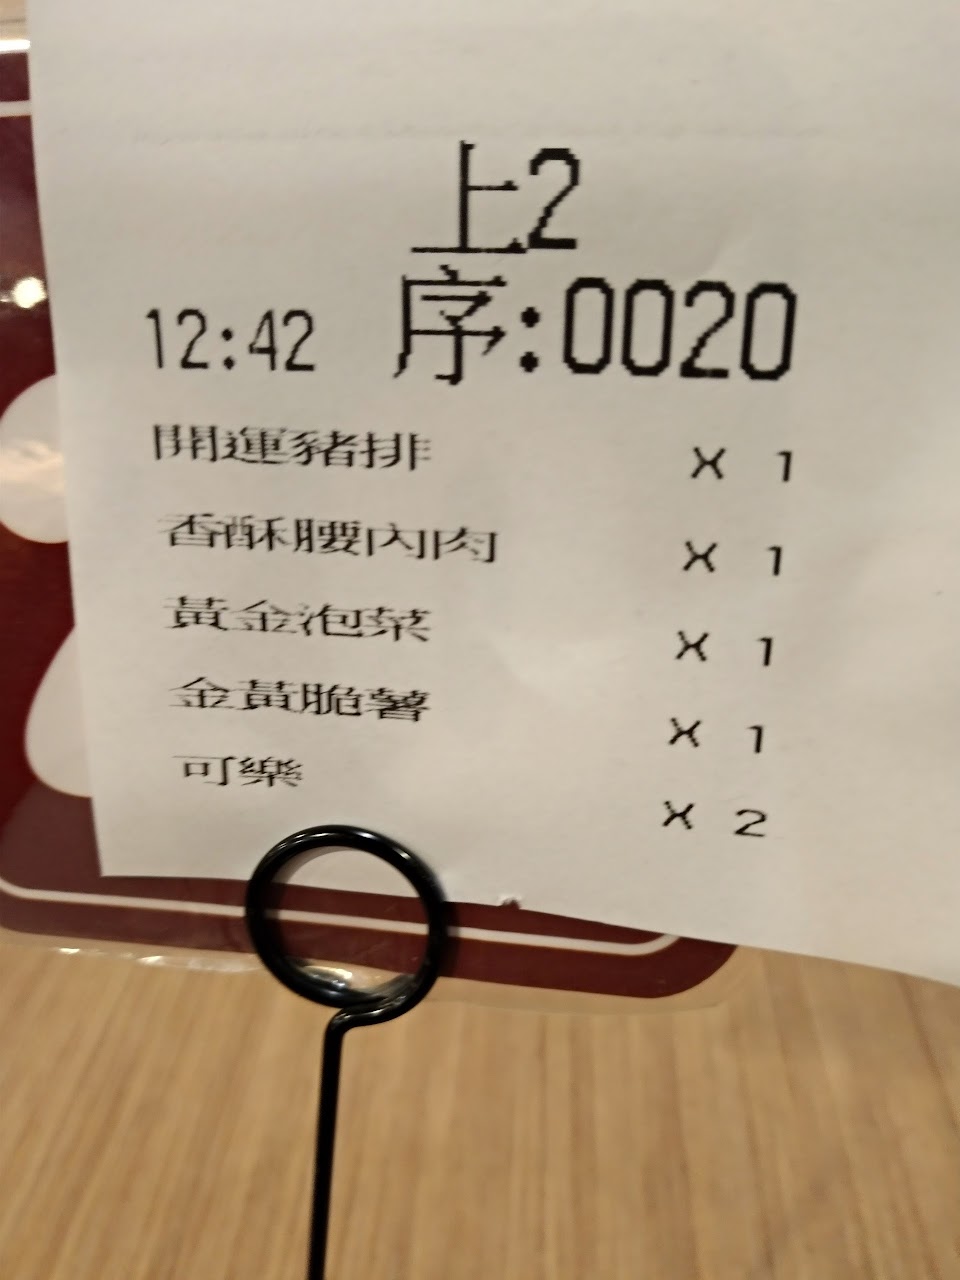 上2
12:42 序:0020
開運豬排 X 1
香酥腰內肉 X 1
黃金泡菜 X 1
金黃脆薯 X 1
可樂 X 2